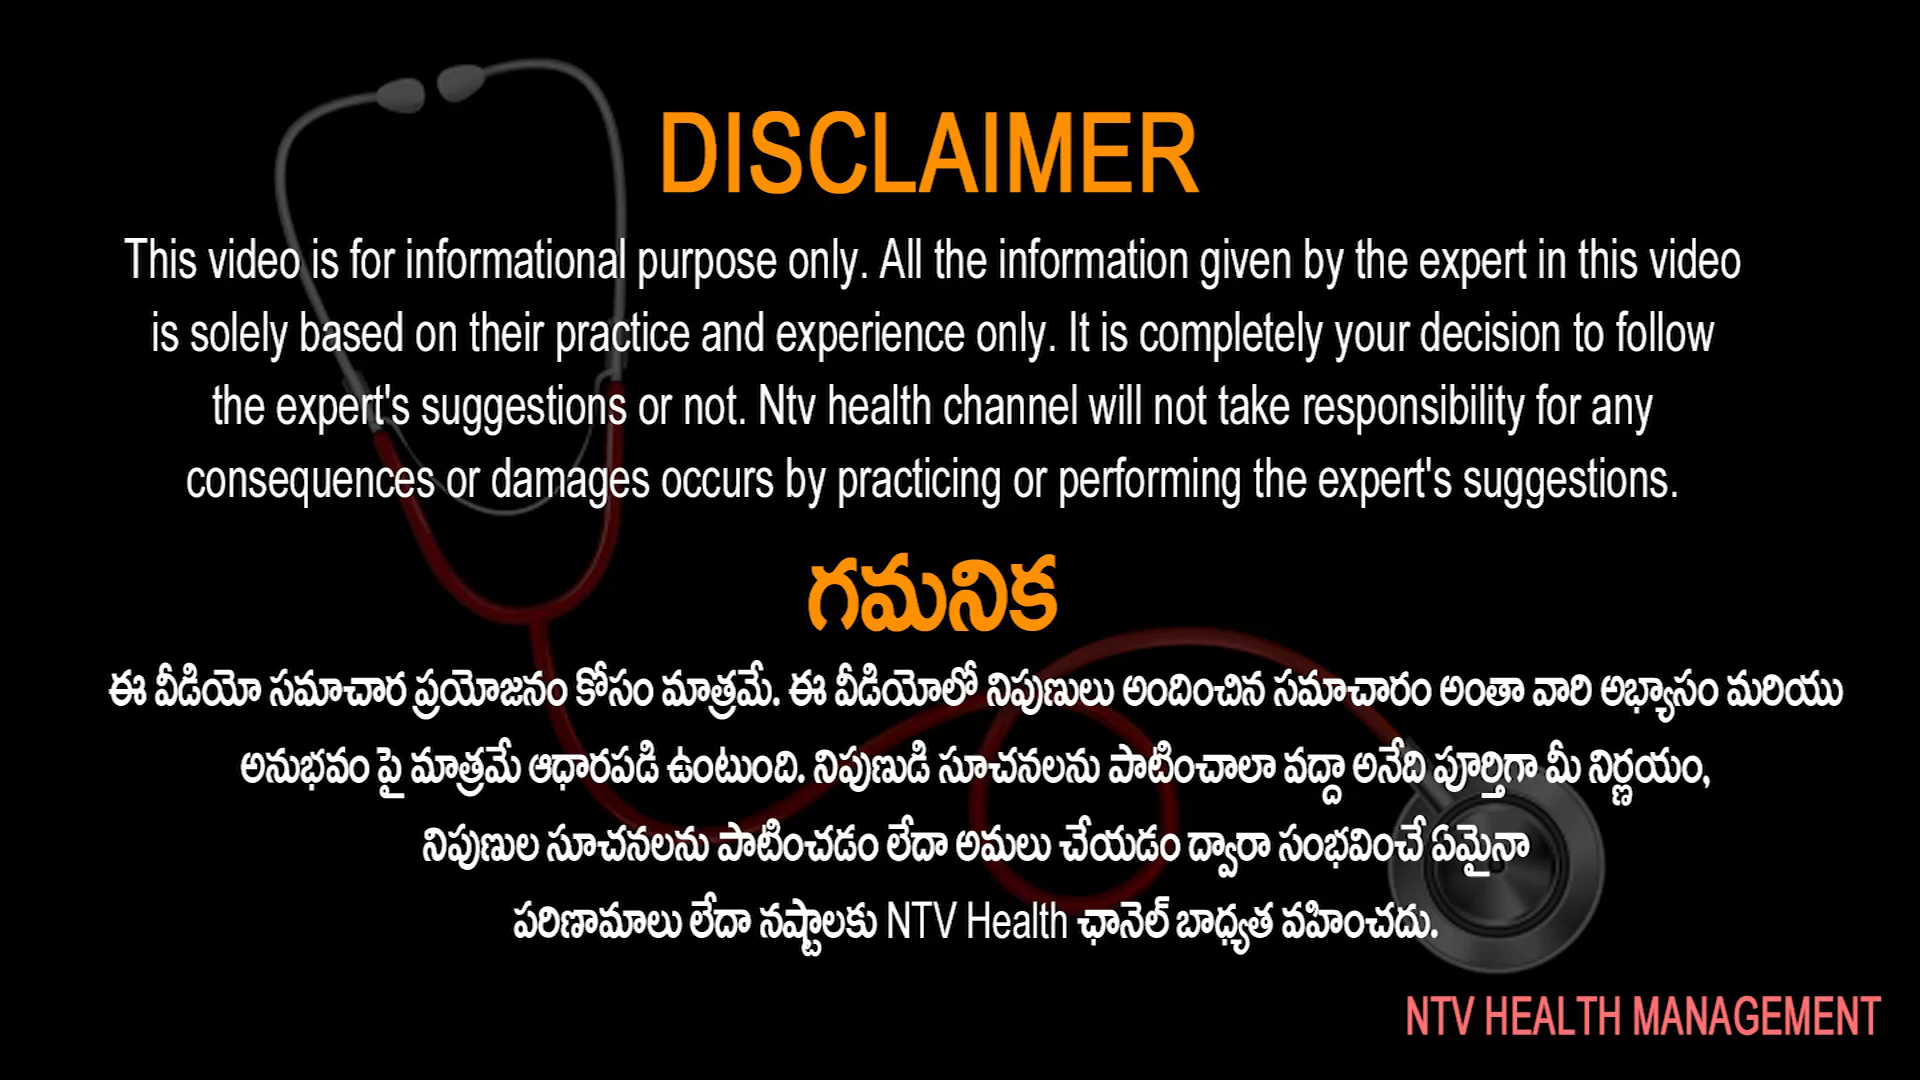 DISCLAIMER
This video is for informational purpose only. All the information given by the expert in this video
is solely based on their practice and experience only. It is completely your decision to follow
the expert's suggestions or not. Ntv health channel will not take responsibility for any
consequences or damages occurs by practicing or performing the expert's suggestions.
గమనిక
ఈ వీడియో సమాచార ప్రయోజనం కోసం మాత్రమే. ఈ వీడియోలో నిపుణులు అందించిన సమాచారం అంతా వారి అభ్యాసం మరియు
అనుభవం పై మాత్రమే ఆధారపడి ఉంటుంది. నిపుణుడి సూచనలను పాటించాలా వద్దా అనేది పూర్తిగా మీ నిర్ణయం,
నిపుణుల సూచనలను పాటించడం లేదా అమలు చేయడం ద్వారా సంభవించే ఏమైనా
పరిణామాలు లేదా నష్టాలకు NTV Health ఛానెల్ బాధ్యత వహించదు.
NTV HEALTH MANAGEMENT